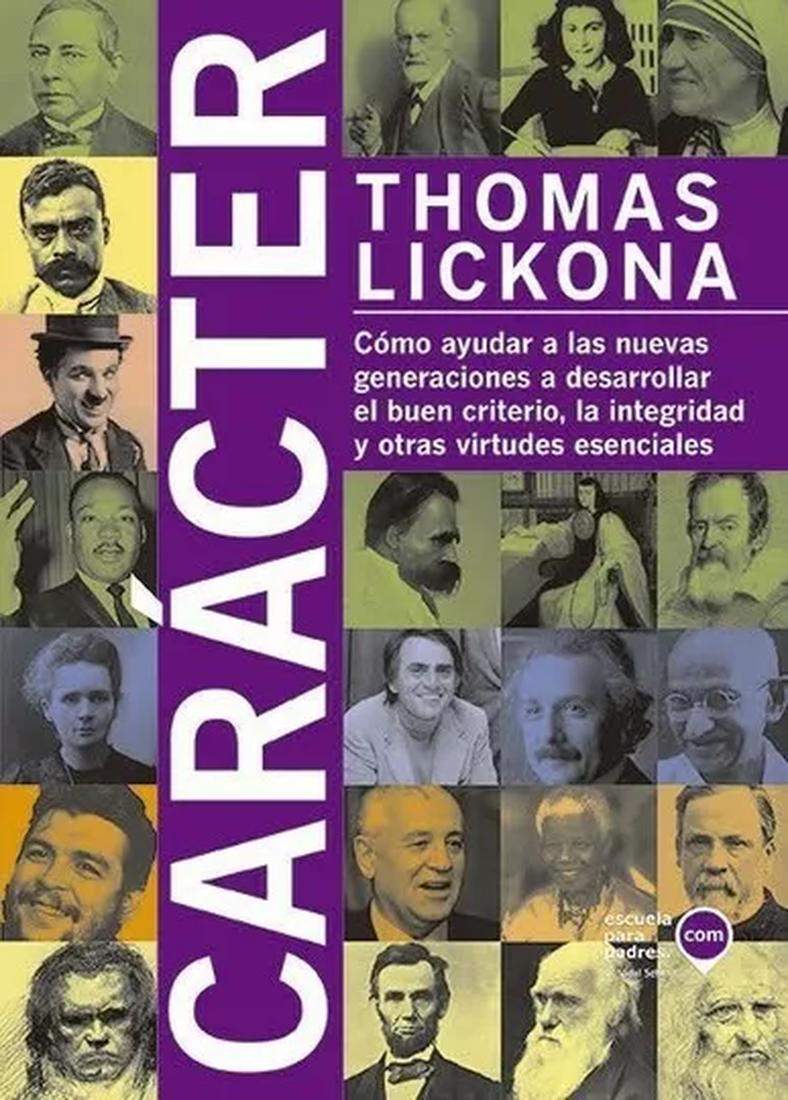 CARÁCTER
THOMAS
LICKONA
Cómo ayudar a las nuevas
generaciones a desarrollar
el buen criterio, la integridad
y otras virtudes esenciales
escuela
para
padres.
com